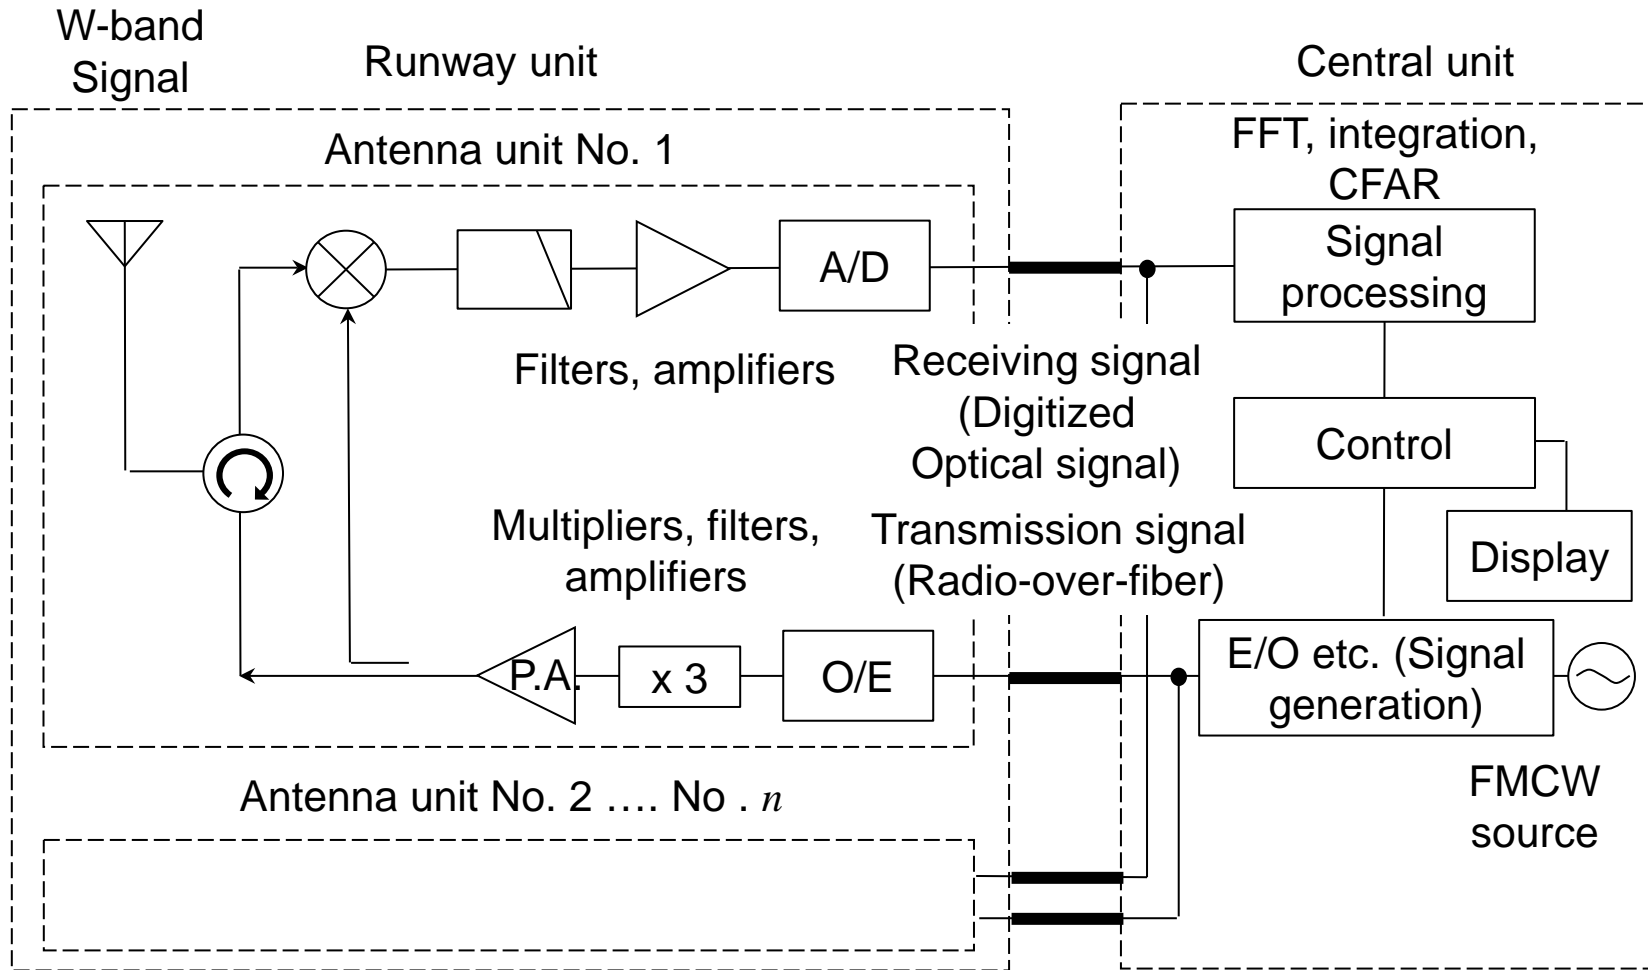 W-band
Signal
Runway unit
Central unit
Antenna unit No. 1
FFT, integration,
CFAR
A/D
Signal
processing
Filters, amplifiers
Receiving signal
(Digitized
Optical signal)
Control
Multipliers, filters,
amplifiers
Transmission signal
(Radio-over-fiber)
Display
P.A.
x 3
O/E
E/O etc. (Signal
generation)
FMCW
source
Antenna unit No. 2 …. No . n